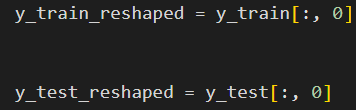 y_train_reshaped = y_train[:, 0]
y_test_reshaped = y_test[:, 0]